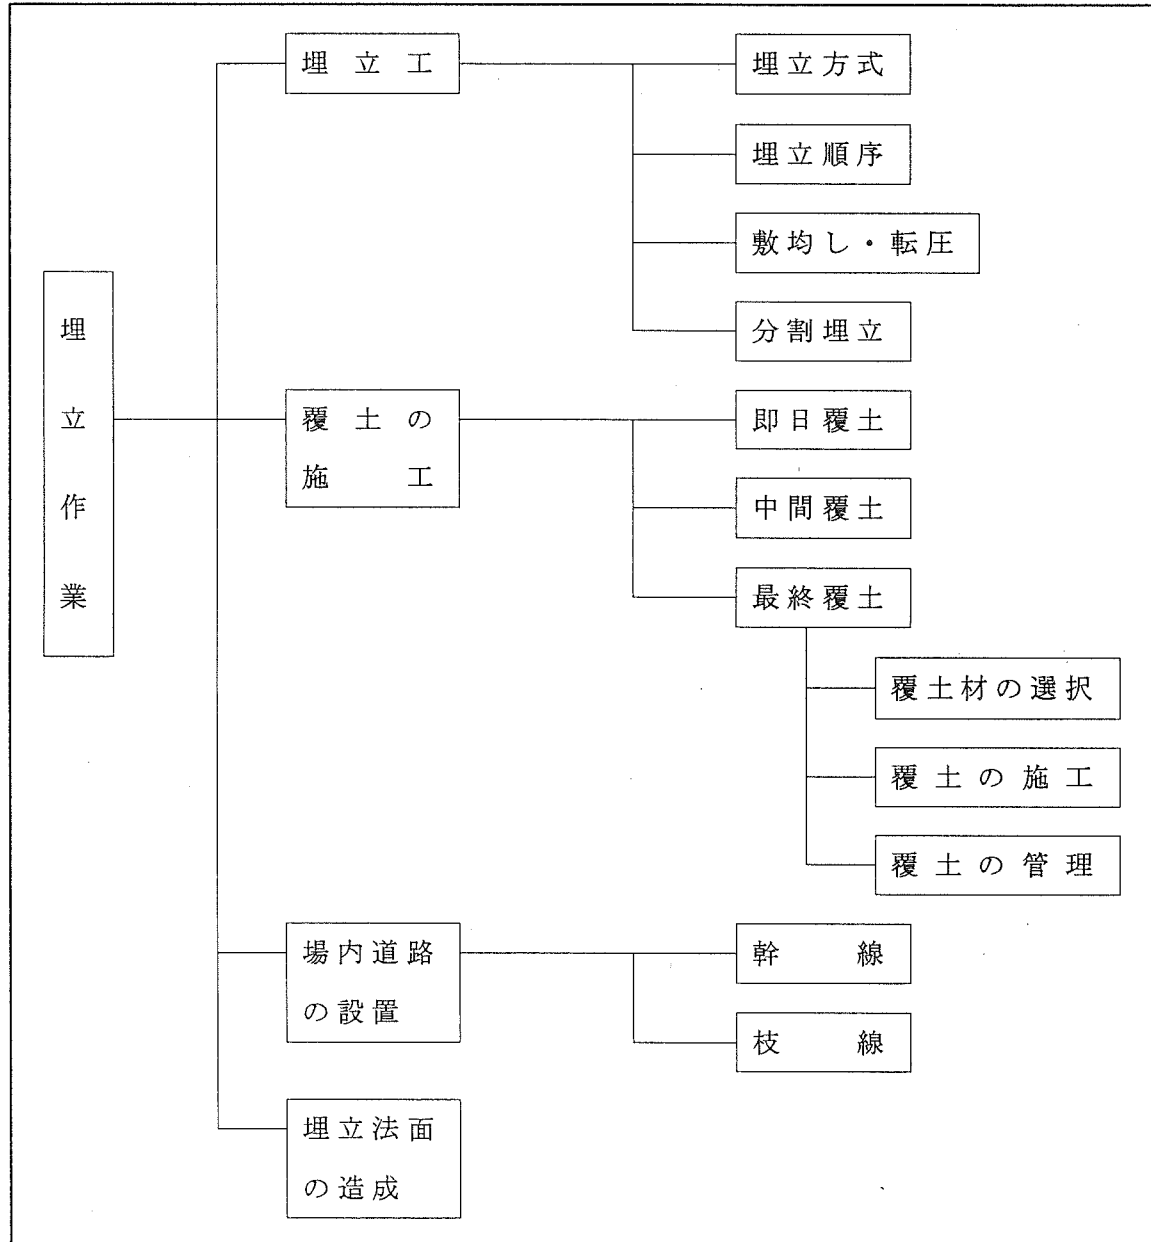 埋立作業
埋立工
埋立方式
埋立順序
敷均し・転圧
分割埋立
覆土の
施工
即日覆土
中間覆土
最終覆土
覆土材の選択
覆土の施工
覆土の管理
場内道路
の設置
幹線
枝線
埋立法面
の造成